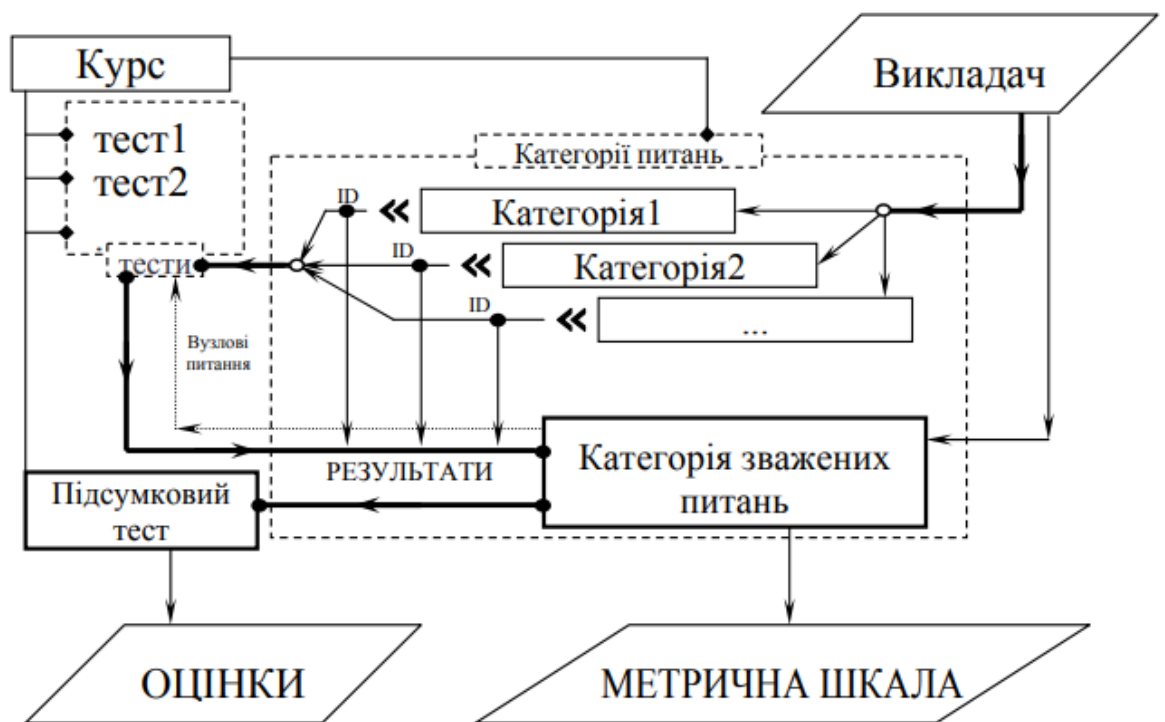 Курс
Викладач
тест1
тест2
Категорії питань
ID
Категорія1
ID
Категорія2
тести
ID
...
Вузлові
питання
РЕЗУЛЬТАТИ
Категорія зважених
питань
Підсумковий
тест
ОЦІНКИ
МЕТРИЧНА ШКАЛА